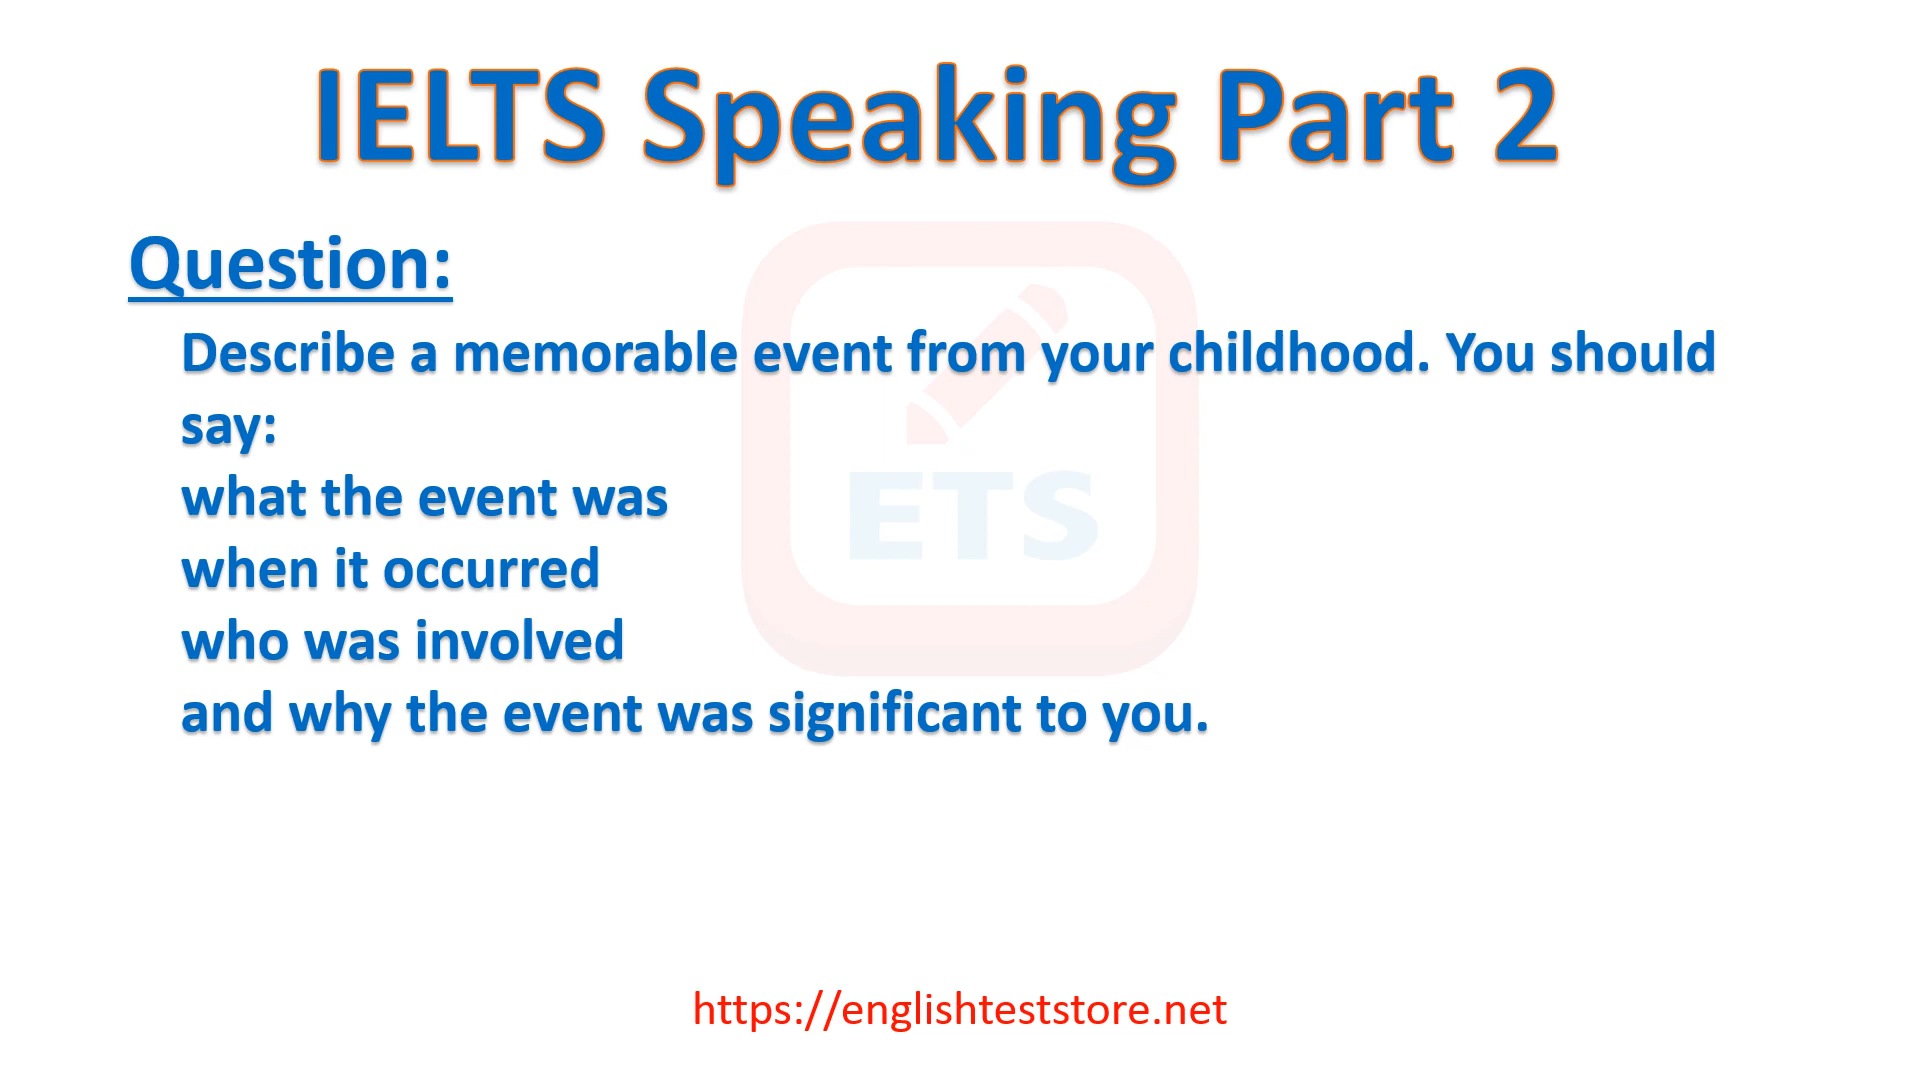 IELTS Speaking Part 2
Question:
Describe a memorable event from your childhood. You should
say:
what the event was
when it occurred
who was involved
and why the event was significant to you.
ETS
https://englishteststore.net